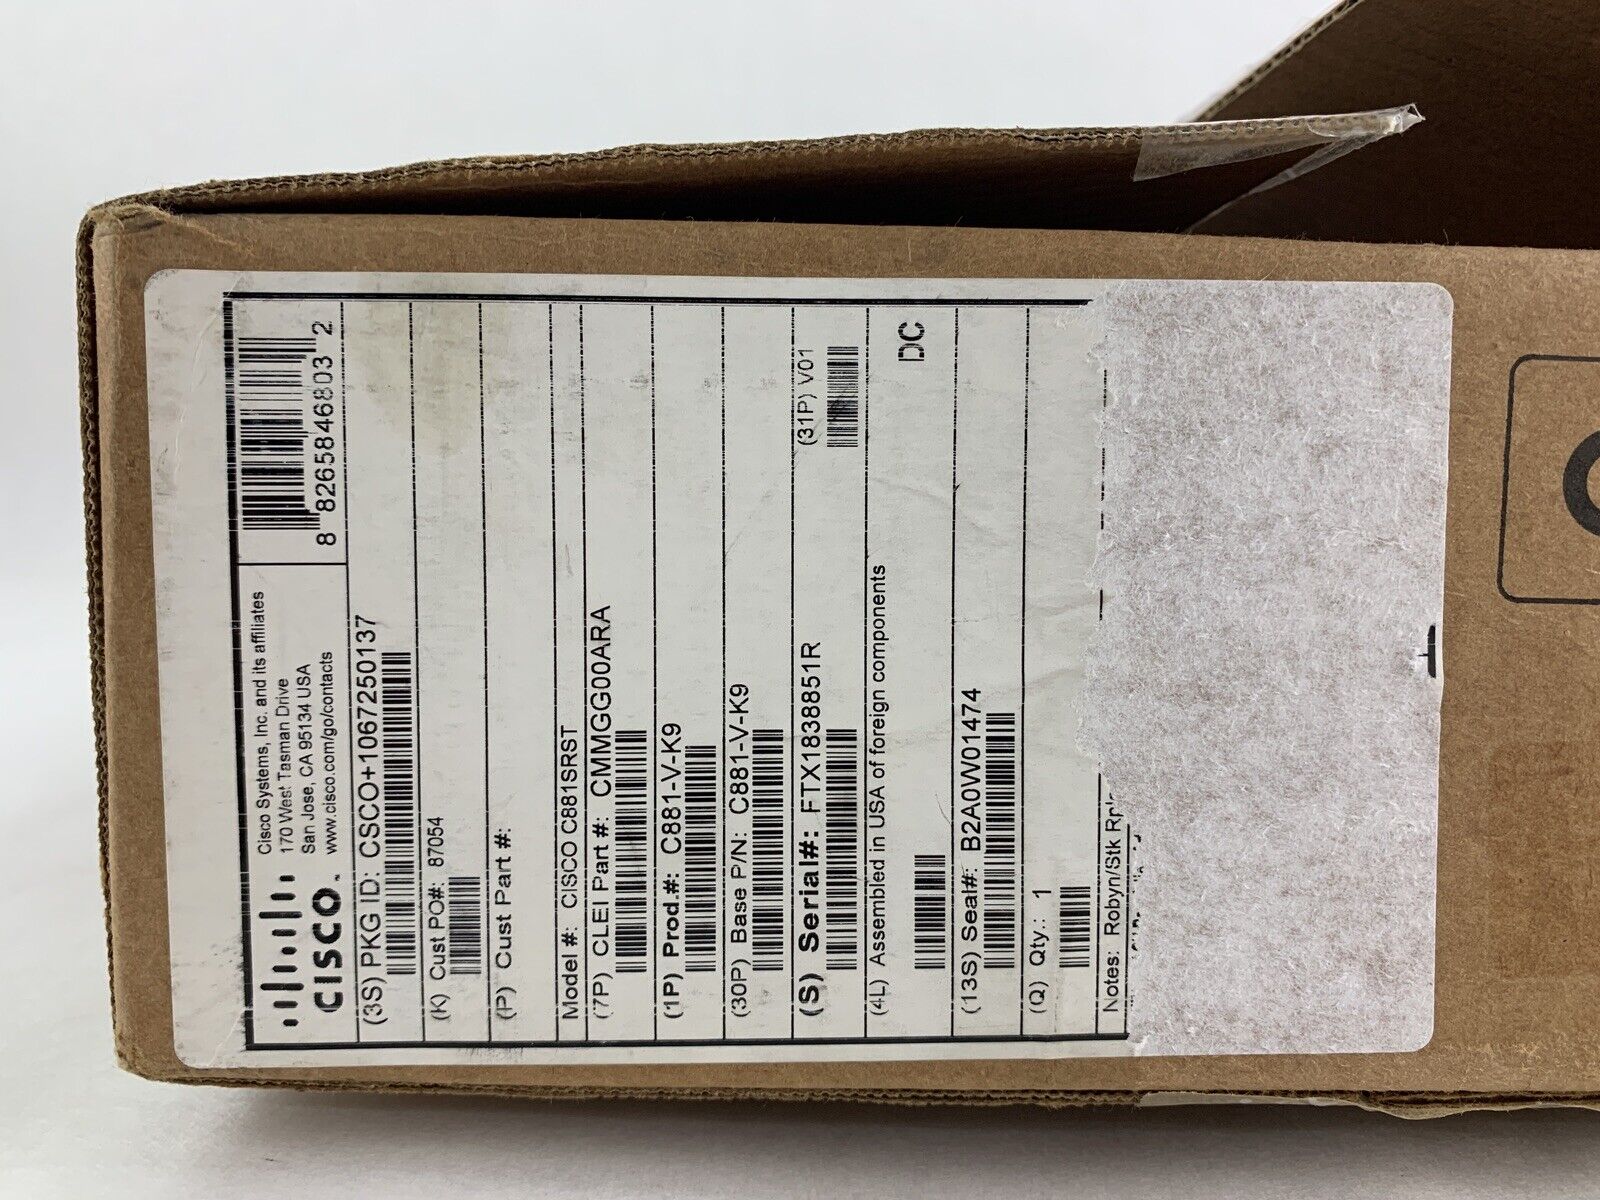 CISCO
Cisco Systems, Inc. and its affiliates
170 West Tasman Drive
San Jose, CA 95134 USA
www.cisco.com/go/contacts
8 82658 46803 2
(3S) PKG ID: CSCO+1067250137
(K) Cust PO#: 87054
(P) Cust Part #:
Model #: CISCO C881SRST
(7P) CLEI Part #: CMMGG00ARA
(1P) Prod.#: C881-V-K9
(30P) Base P/N: C881-V-K9
(S) Serial#: FTX1838851R
(31P) V01
(4L) Assembled in USA of foreign components
DC
(13S) Seal#: B2A0W01474
(Q) Qty.: 1
Notes: Robyn/Stk